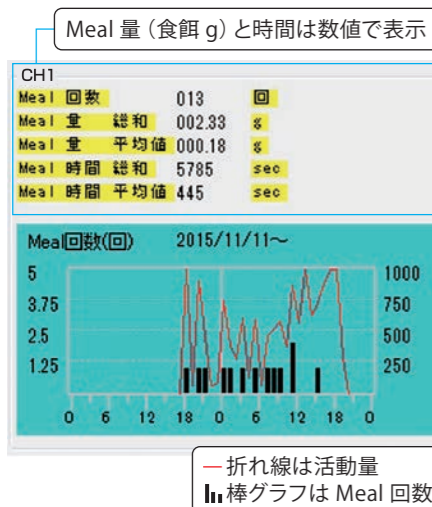 Meal 量（食餌 g）と時間は数値で表示
CH1
Meal 回数 013 回
Meal 量 総和 002.33 g
Meal 量 平均値 000.18 g
Meal 時間 総和 5785 sec
Meal 時間 平均値 445 sec
Meal回数(回) 2015/11/11～
5 1000
3.75 750
2.5 500
1.25 250
0 6 12 18 0 6 12 18 0
折れ線は活動量
棒グラフは Meal 回数